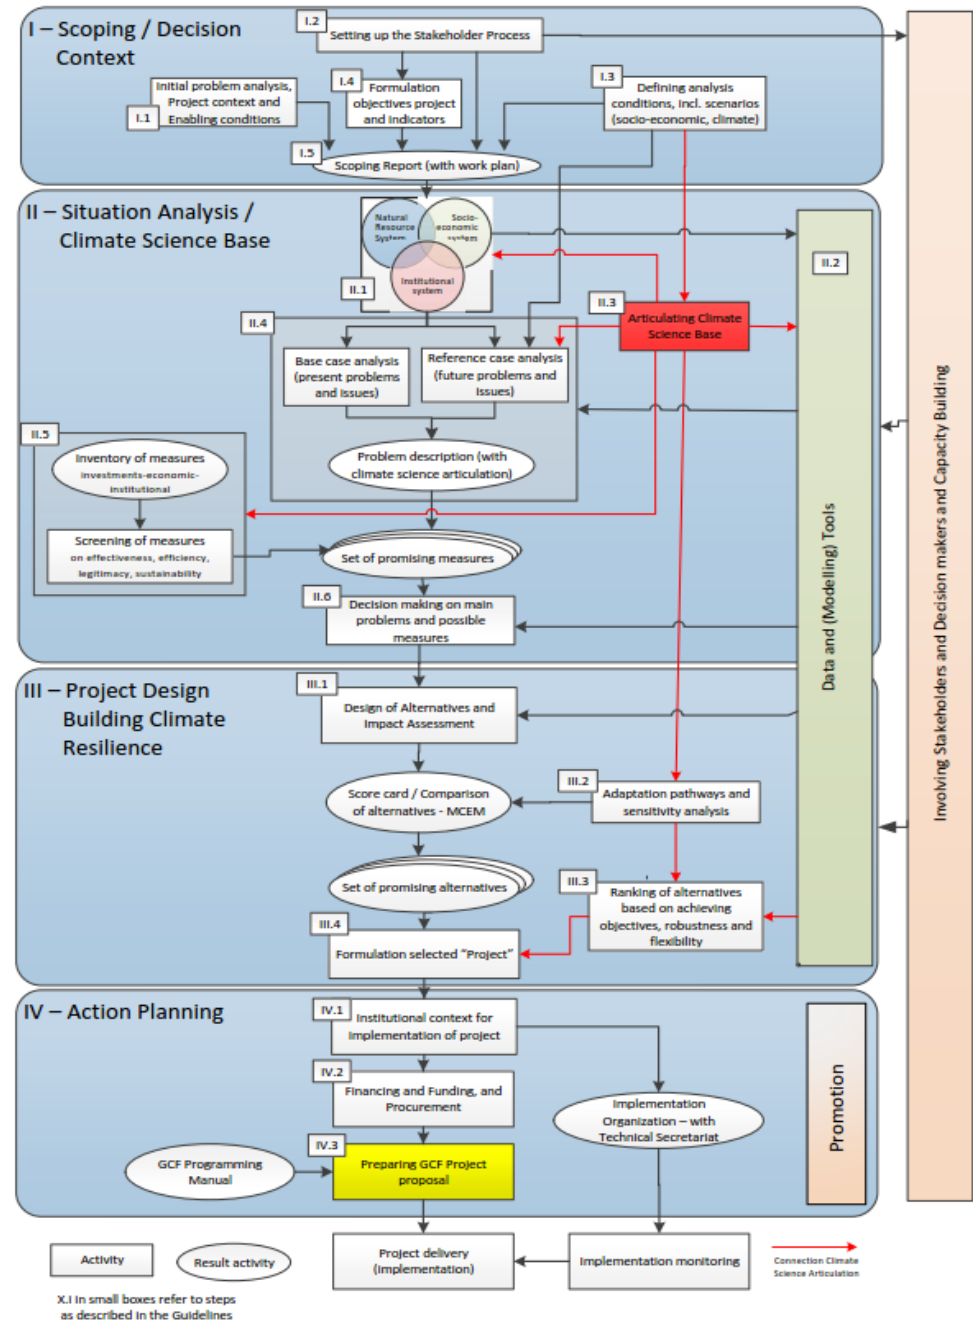 I – Scoping / Decision
Context
I.2
Setting up the Stakeholder Process
I.1
Initial problem analysis,
Project context and
Enabling conditions
I.4
Formulation
objectives project
and indicators
I.3
Defining analysis
conditions, incl. scenarios
(socio-economic, climate)
I.5
Scoping Report (with work plan)
II – Situation Analysis /
Climate Science Base
Natural
Resource
System
Socio-
economic
system
Institutional
system
II.1
II.2
II.3
Articulating Climate
Science Base
II.4
Base case analysis
(present problems
and issues)
Reference case analysis
(future problems and
issues)
Problem description (with
climate science articulation)
II.5
Inventory of measures
investments-economic-
institutional
Screening of measures
on effectiveness, efficiency,
legitimacy, sustainability
Set of promising measures
II.6
Decision making on main
problems and possible
measures
Data and (Modelling) Tools
Involving Stakeholders and Decision makers and Capacity Building
III – Project Design
Building Climate
Resilience
III.1
Design of Alternatives and
Impact Assessment
III.2
Adaptation pathways and
sensitivity analysis
Score card / Comparison
of alternatives - MCEM
Set of promising alternatives
III.3
Ranking of alternatives
based on achieving
objectives, robustness and
flexibility
III.4
Formulation selected “Project”
IV – Action Planning
IV.1
Institutional context for
implementation of project
IV.2
Financing and Funding, and
Procurement
Implementation
Organization – with
Technical Secretariat
Promotion
IV.3
Preparing GCF Project
proposal
GCF Programming
Manual
Project delivery
(implementation)
Implementation monitoring
Activity
Result activity
Connection Climate
Science Articulation
X.I in small boxes refer to steps
as described in the Guidelines